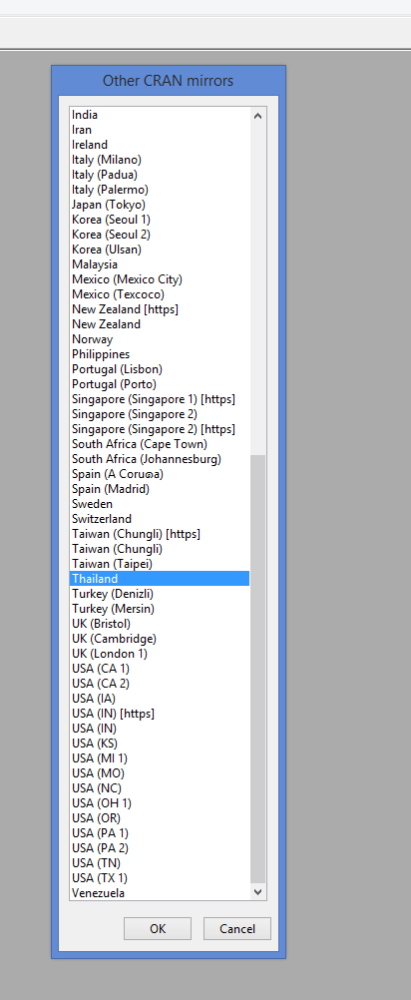 Other CRAN mirrors
India
Iran
Ireland
Italy (Milano)
Italy (Padua)
Italy (Palermo)
Japan (Tokyo)
Korea (Seoul 1)
Korea (Seoul 2)
Korea (Ulsan)
Malaysia
Mexico (Mexico City)
Mexico (Texcoco)
New Zealand [https]
New Zealand
Norway
Philippines
Portugal (Lisbon)
Portugal (Porto)
Singapore (Singapore 1) [https]
Singapore (Singapore 2)
Singapore (Singapore 2) [https]
South Africa (Cape Town)
South Africa (Johannesburg)
Spain (A Coru๑a)
Spain (Madrid)
Sweden
Switzerland
Taiwan (Chungli) [https]
Taiwan (Chungli)
Taiwan (Taipei)
Thailand
Turkey (Denizli)
Turkey (Mersin)
UK (Bristol)
UK (Cambridge)
UK (London 1)
USA (CA 1)
USA (CA 2)
USA (IA)
USA (IN) [https]
USA (IN)
USA (KS)
USA (MI 1)
USA (MO)
USA (NC)
USA (OH 1)
USA (OR)
USA (PA 1)
USA (PA 2)
USA (TN)
USA (TX 1)
Venezuela
OK Cancel